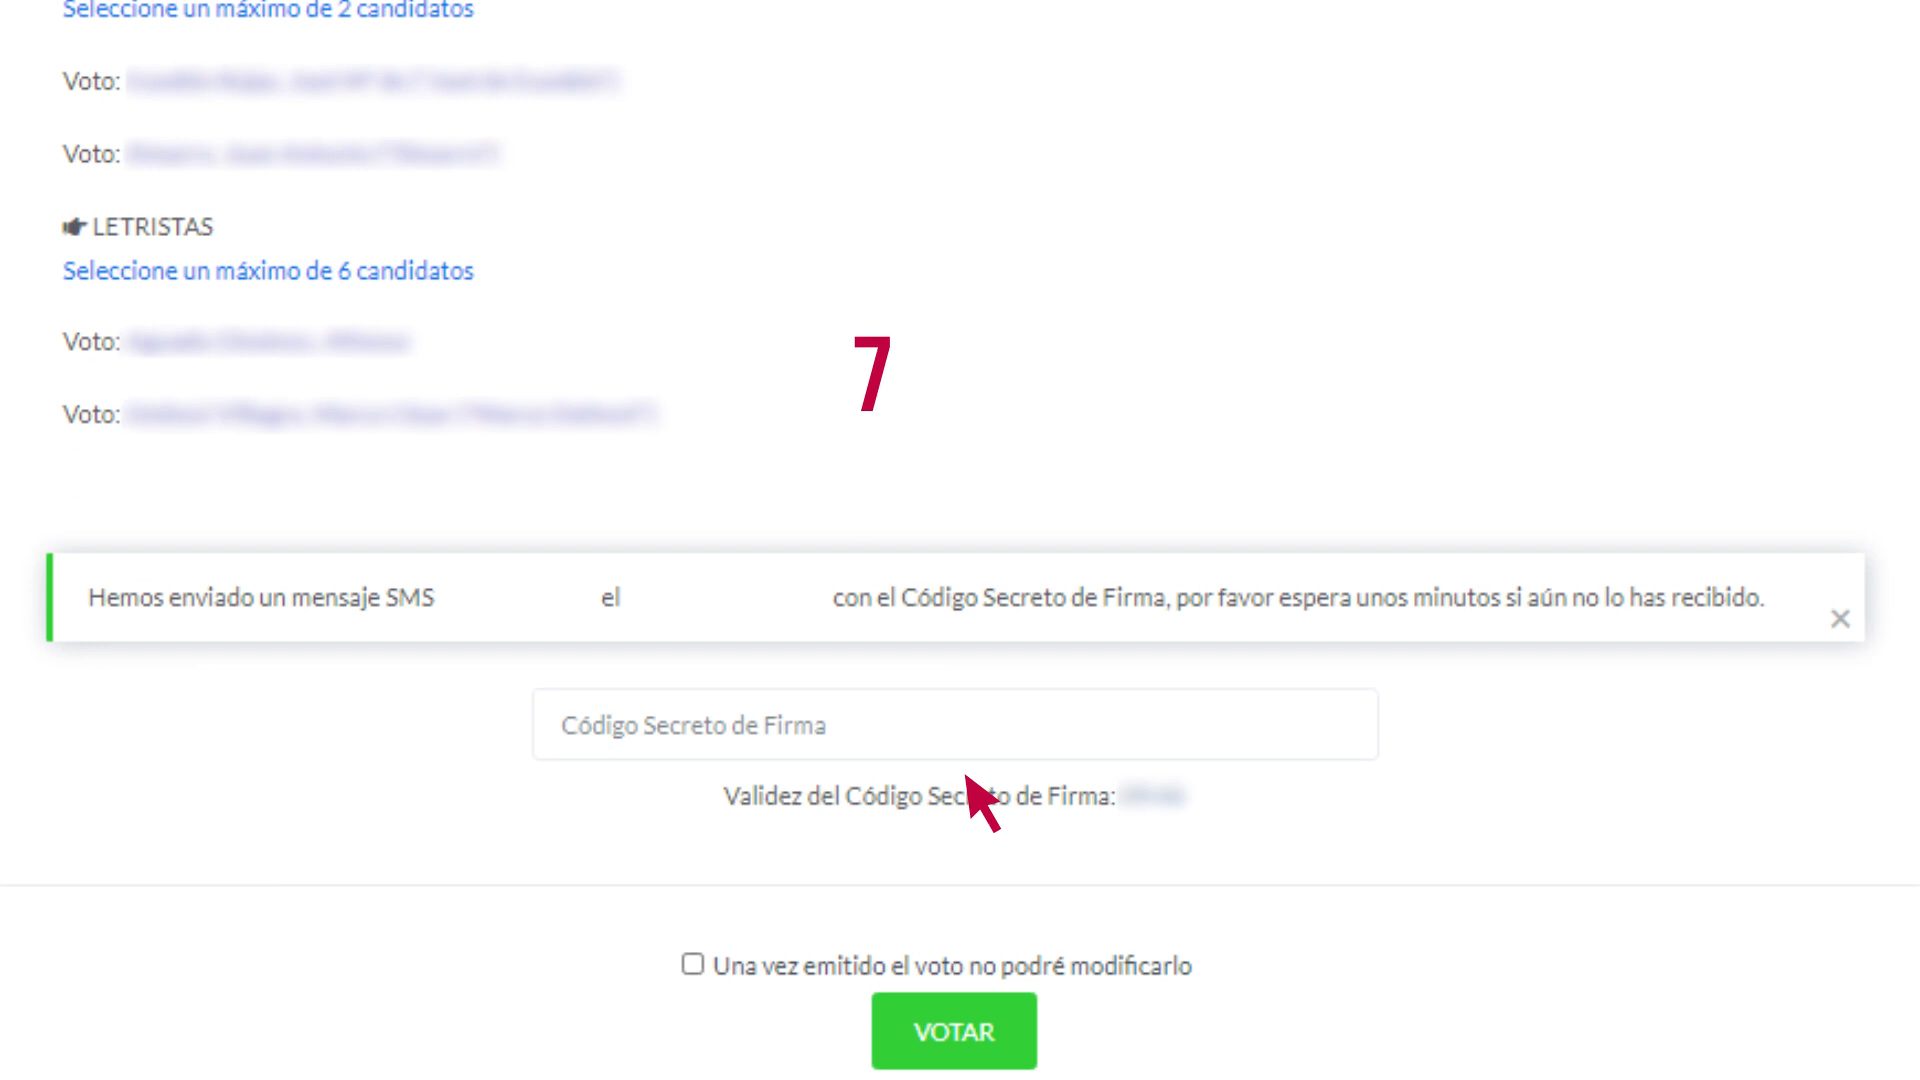 Seleccione un máximo de 2 candidatos
Voto:
Voto:
LETRISTAS
Seleccione un máximo de 6 candidatos
Voto:
7
Voto:
Hemos enviado un mensaje SMS el con el Código Secreto de Firma, por favor espera unos minutos si aún no lo has recibido.
Código Secreto de Firma
Validez del Código Secreto de Firma:
Una vez emitido el voto no podré modificarlo
VOTAR